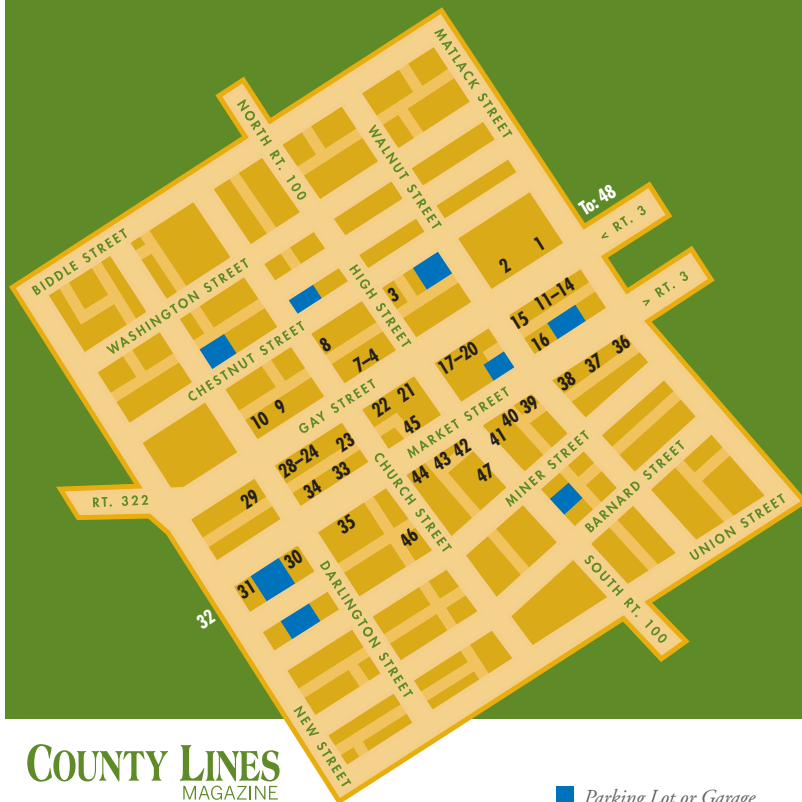 MATLACK STREET
NORTH RT. 100
WALNUT STREET
To: 48
< RT. 3
> RT. 3
BIDDLE STREET
WASHINGTON STREET
HIGH STREET
CHESTNUT STREET
1
2
3
11–14
15
16
8
7–4
17–20
36
37
38
GAY STREET
22 21
10 9
45
MARKET STREET
39
40
41
28–24 23
34 33
44 43 42
47
CHURCH STREET
MINER STREET
BARNARD STREET
UNION STREET
RT. 322
29
35
46
30
31
32
DARLINGTON STREET
SOUTH RT. 100
NEW STREET
COUNTY LINES
MAGAZINE
Parking Lot or Garage